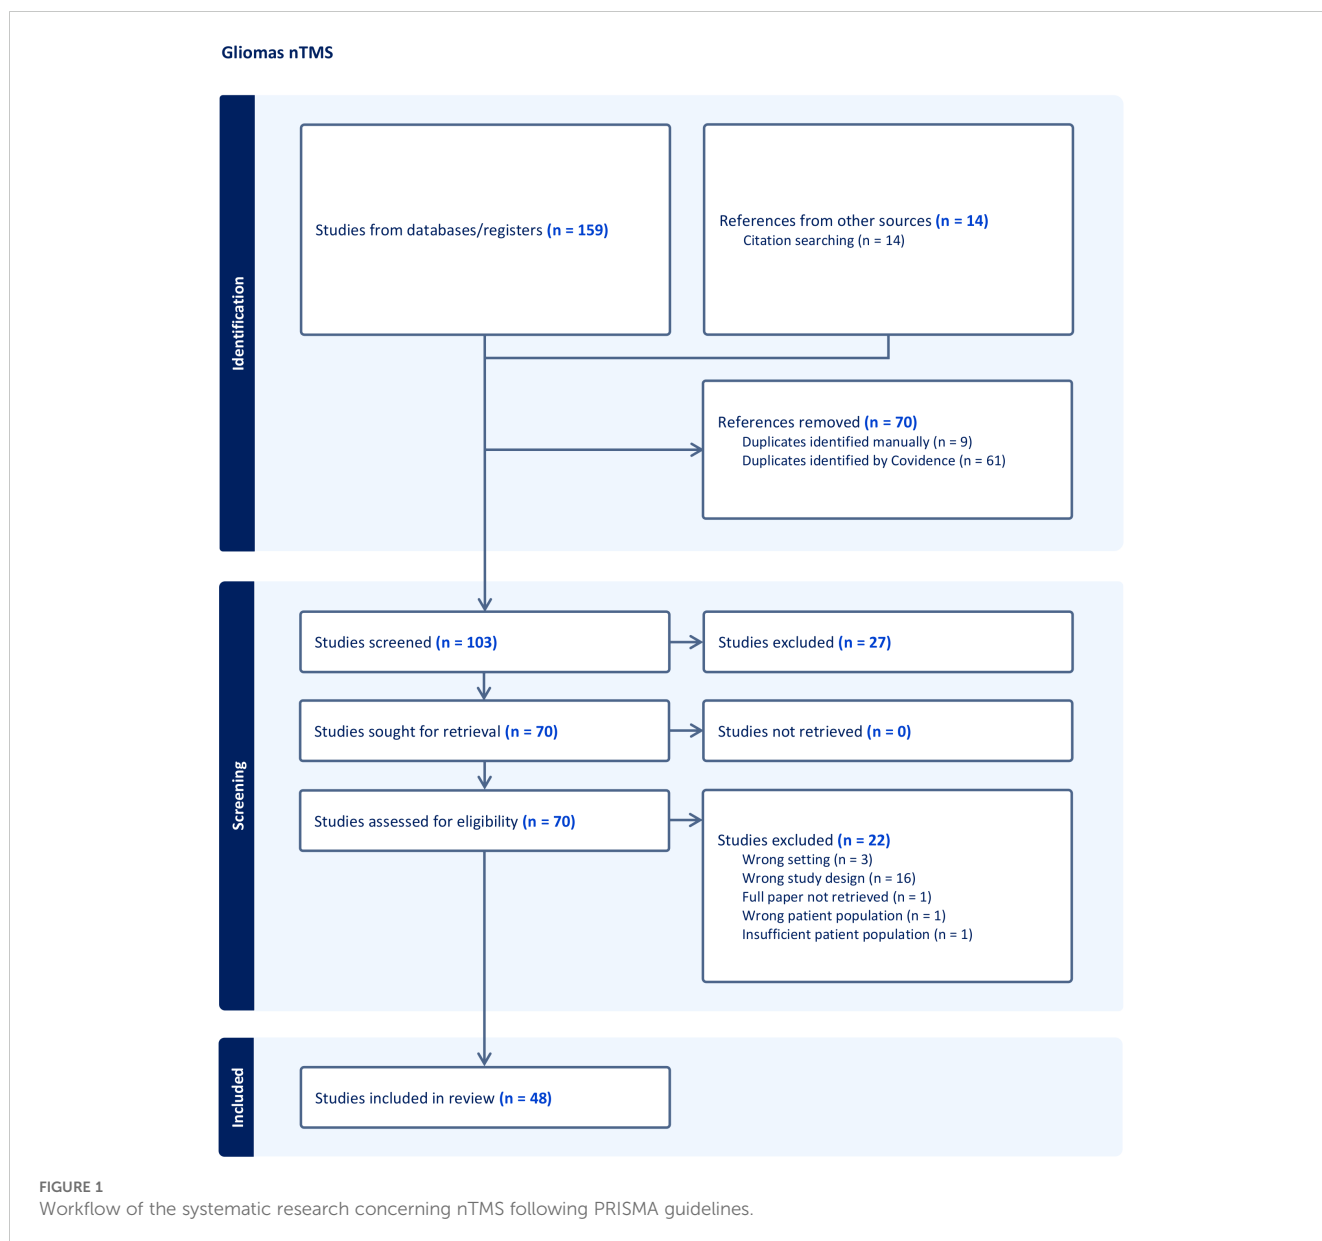 Gliomas nTMS
Identification
Studies from databases/registers (n = 159)
References from other sources (n = 14)
Citation searching (n = 14)
References removed (n = 70)
Duplicates identified manually (n = 9)
Duplicates identified by Covidence (n = 61)
Screening
Studies screened (n = 103)
Studies excluded (n = 27)
Studies sought for retrieval (n = 70)
Studies not retrieved (n = 0)
Studies assessed for eligibility (n = 70)
Studies excluded (n = 22)
Wrong setting (n = 3)
Wrong study design (n = 16)
Full paper not retrieved (n = 1)
Wrong patient population (n = 1)
Insufficient patient population (n = 1)
Included
Studies included in review (n = 48)
FIGURE 1
Workflow of the systematic research concerning nTMS following PRISMA guidelines.